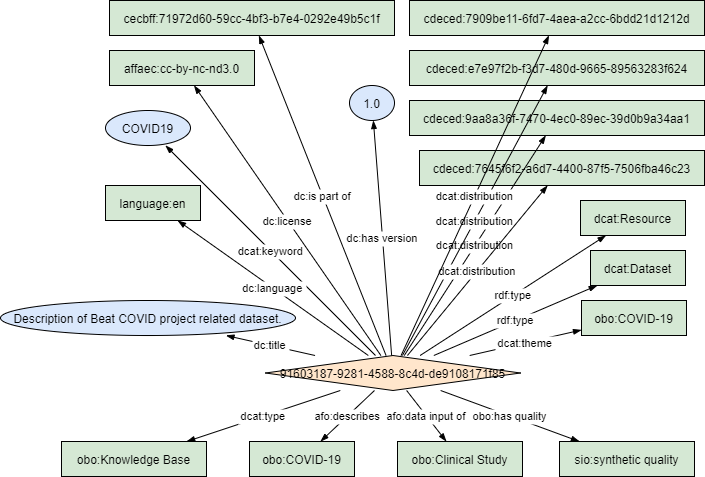 cecbff:71972d60-59cc-4bf3-b7e4-0292e49b5c1f
cdeced:7909be11-6fd7-4aea-a2cc-6bdd21d1212d
affaec:cc-by-nc-nd3.0
cdeced:e7e97f2b-f3d7-480d-9665-89563283f624
1.0
cdeced:9aa8a36f-7470-4ec0-89ec-39d0b9a34aa1
COVID19
cdeced:7645f6f2-a6d7-4400-87f5-7506fba46c23
dc:is part of
dcat:distribution
language:en
dc:license
dcat:distribution
dcat:Resource
dc:has version
dcat:distribution
dcat:keyword
dcat:distribution
dcat:Dataset
dc:language
rdf:type
Description of Beat COVID project related dataset.
rdf:type
obo:COVID-19
dc:title
dcat:theme
91603187-9281-4588-8c4d-de9108171f85
dcat:type
afo:describes
afo:data input of
obo:has quality
obo:Knowledge Base
obo:COVID-19
obo:Clinical Study
sio:synthetic quality